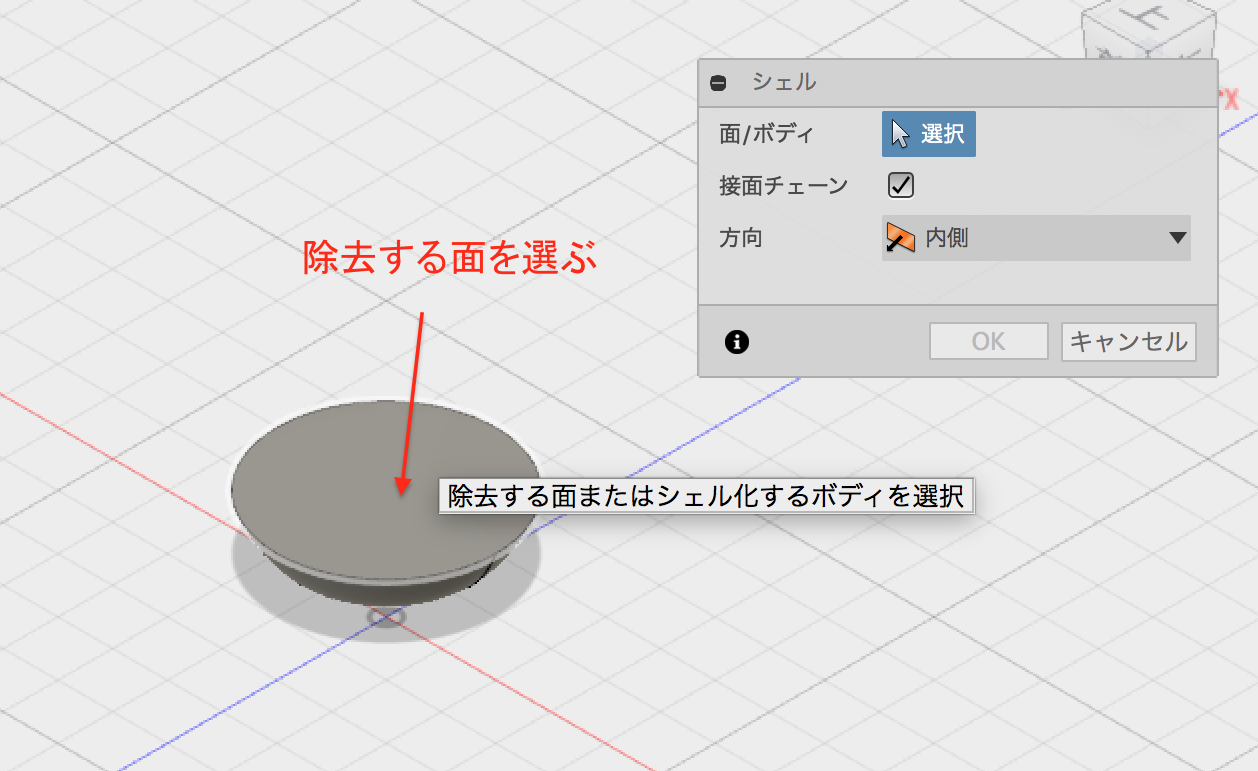 上
X
シェル
面/ボディ
選択
接面チェーン
方向
内側
除去する面を選ぶ
OK
キャンセル
除去する面またはシェル化するボディを選択